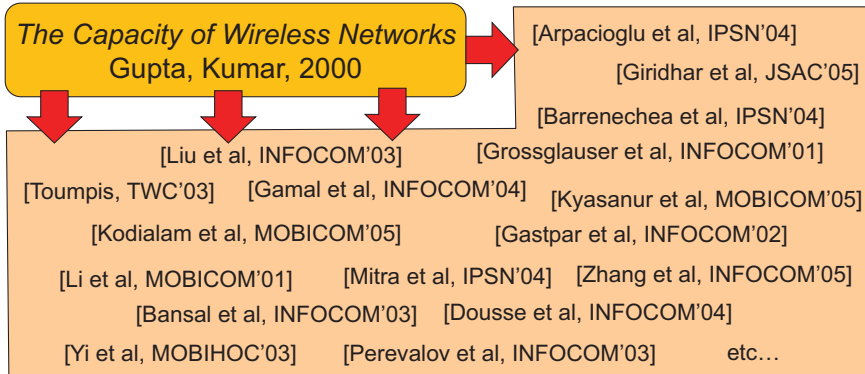 The Capacity of Wireless Networks
Gupta, Kumar, 2000
[Arpacioglu et al, IPSN’04]
[Giridhar et al, JSAC’05]
[Barrenechea et al, IPSN’04]
[Liu et al, INFOCOM’03]
[Grossglauser et al, INFOCOM’01]
[Toumpis, TWC’03]
[Gamal et al, INFOCOM’04]
[Kyasanur et al, MOBICOM’05]
[Kodialam et al, MOBICOM’05]
[Gastpar et al, INFOCOM’02]
[Li et al, MOBICOM’01]
[Mitra et al, IPSN’04]
[Zhang et al, INFOCOM’05]
[Bansal et al, INFOCOM’03]
[Dousse et al, INFOCOM’04]
[Yi et al, MOBIHOC’03]
[Perevalov et al, INFOCOM’03]
etc…